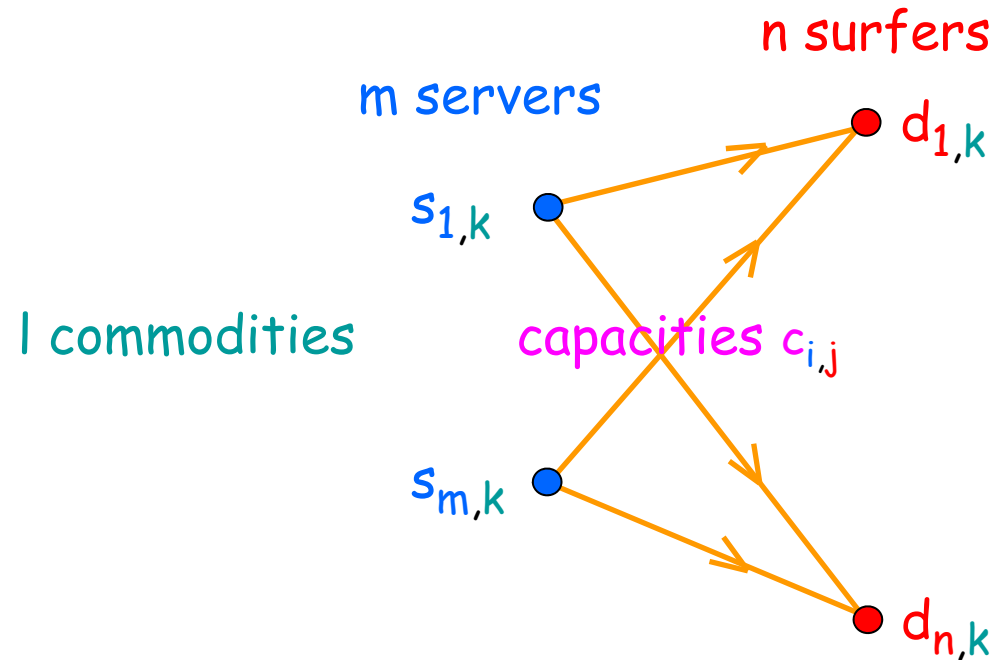 n surfers
m servers
d1,k
s1,k
l commodities
capacities ci,j
sm,k
dn,k